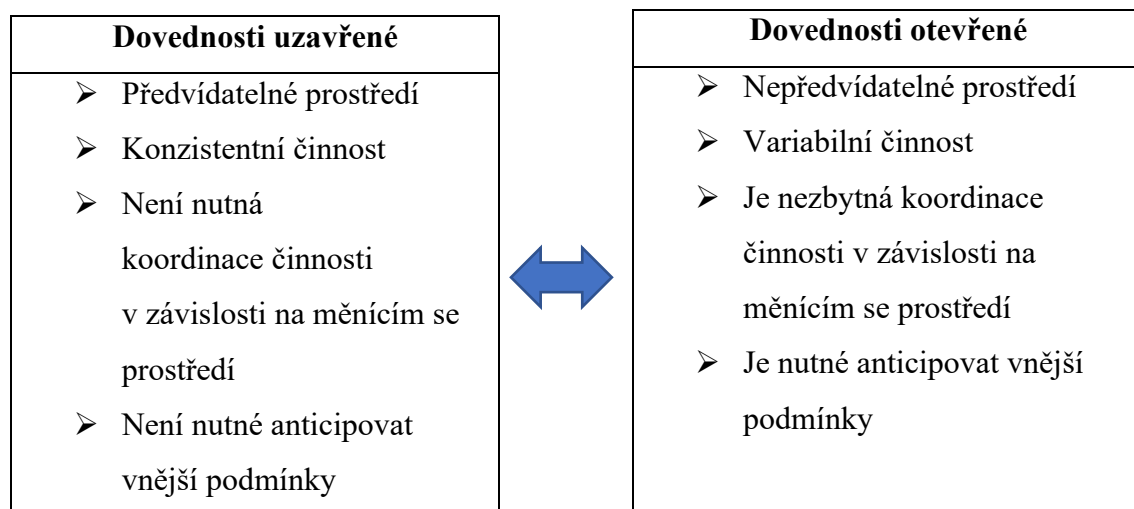 Dovednosti uzavřené
➢ Předvídatelné prostředí
➢ Konzistentní činnost
➢ Není nutná
koordinace činnosti
v závislosti na měnícím se
prostředí
➢ Není nutné anticipovat
vnější podmínky
Dovednosti otevřené
➢ Nepředvídatelné prostředí
➢ Variabilní činnost
➢ Je nezbytná koordinace
činnosti v závislosti na
měnícím se prostředí
➢ Je nutné anticipovat vnější
podmínky